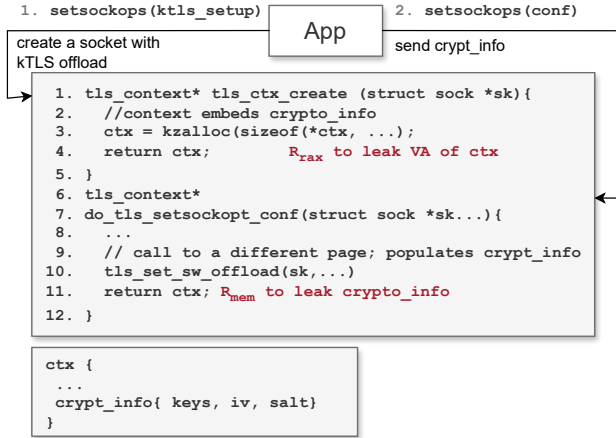 1. setsockops(ktls_setup)
App
2. setsockops(conf)
create a socket with
kTLS offload
send crypt_info
1. tls_context* tls_ctx_create (struct sock *sk){
2. //context embeds crypto_info
3. ctx = kzalloc(sizeof(*ctx, ...);
4. return ctx; Rrax to leak VA of ctx
5. }
6. tls_context*
7. do_tls_setsockopt_conf(struct sock *sk...){
8. ...
9. // call to a different page; populates crypt_info
10. tls_set_sw_offload(sk,...)
11. return ctx; Rmem to leak crypto_info
12. }
ctx {
...
crypt_info{ keys, iv, salt}
}